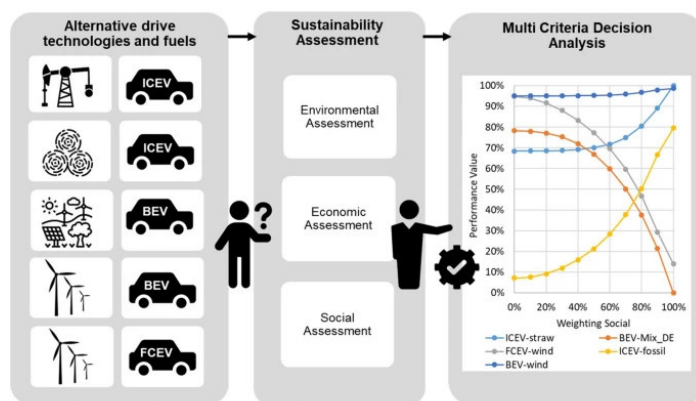 Alternative drive
technologies and fuels
ICEV
ICEV
BEV
BEV
FCEV
?
Sustainability
Assessment
Environmental
Assessment
Economic
Assessment
Social
Assessment
Multi Criteria Decision
Analysis
100%
90%
80%
70%
60%
50%
40%
30%
20%
10%
0%
Performance Value
0% 20% 40% 60% 80% 100%
Weighting Social
ICEV-straw BEV-Mix_DE
FCEV-wind ICEV-fossil
BEV-wind